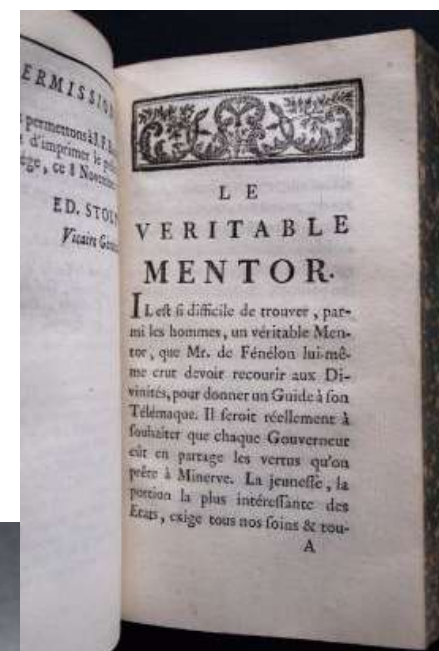 ERMISSIO
permettons à J. F.
d'imprimer le
ége, ce 8 Novembre
ED. STO
Vicaire Gén
LE
VERITABLE
MENTOR.
IL eſt ſi difficile de trouver, par-
mi les hommes, un véritable Men-
tor, que Mr. de Fénélon lui-mê-
me crut devoir recourir aux Di-
vinités, pour donner un Guide à ſon
Télémaque. Il ſeroit réellement à
ſouhaiter que chaque Gouverneur
eût en partage les vertus qu'on
prête à Minerve. La jeuneſſe, la
portion la plus intéreſſante des
Etats, exige tous nos ſoins & tou-
A